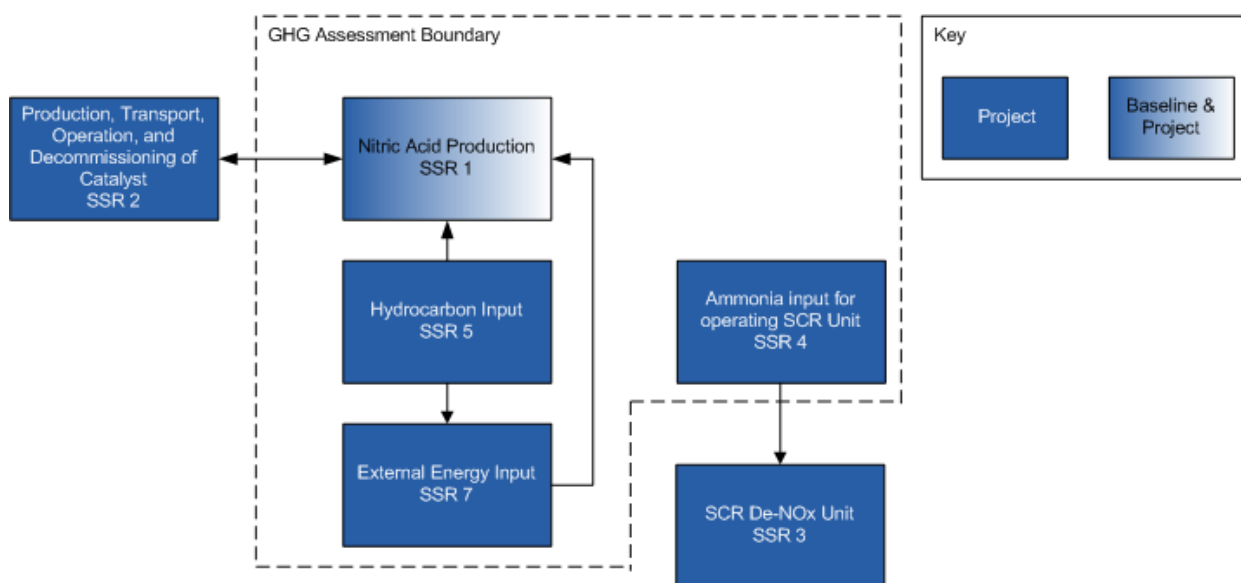 GHG Assessment Boundary
Key
Project
Baseline &
Project
Production, Transport,
Operation, and
Decommissioning of
Catalyst
SSR 2
Nitric Acid Production
SSR 1
Hydrocarbon Input
SSR 5
Ammonia input for
operating SCR Unit
SSR 4
External Energy Input
SSR 7
SCR De-NOx Unit
SSR 3